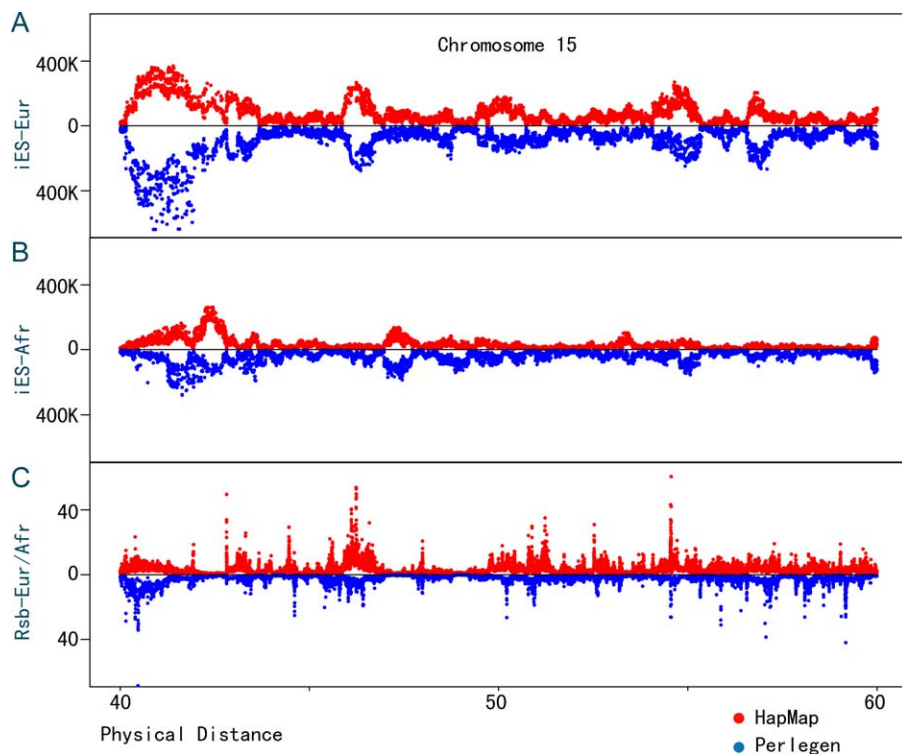 A
Chromosome 15
400K
0
400K
iES-Eur
B
400K
0
400K
iES-Afr
C
40
0
40
Rsb-Eur/Afr
40
50
60
Physical Distance
HapMap
Perlegen